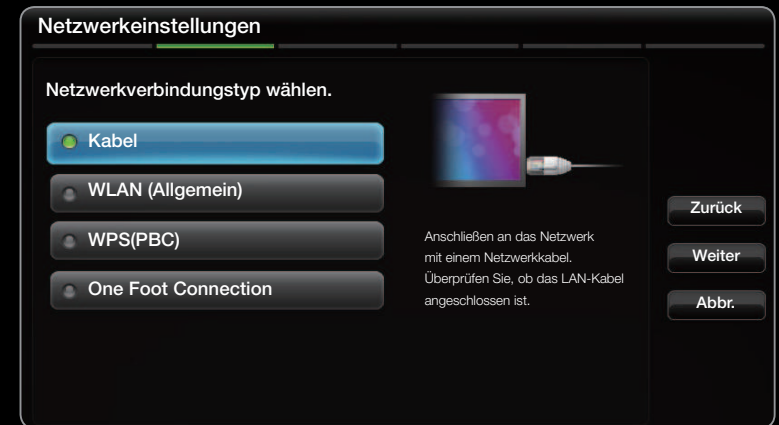 Netzwerkeinstellungen
Netzwerkverbindungstyp wählen.
Kabel
WLAN (Allgemein)
WPS(PBC)
One Foot Connection
Anschließen an das Netzwerk
mit einem Netzwerkkabel.
Überprüfen Sie, ob das LAN-Kabel
angeschlossen ist.
Zurück
Weiter
Abbr.